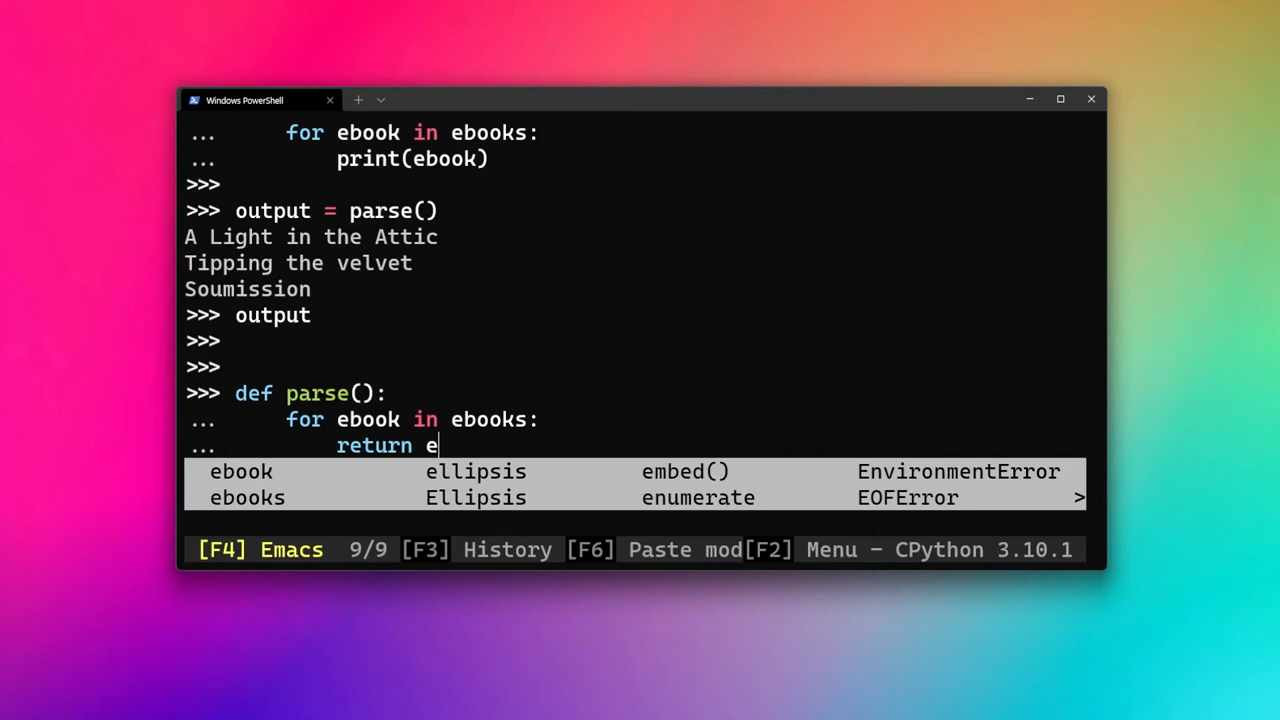 Windows PowerShell
... for ebook in ebooks:
... print(ebook)
>>>
>>> output = parse()
A Light in the Attic
Tipping the velvet
Soumission
>>> output
>>>
>>>
>>> def parse():
... for ebook in ebooks:
... return e
ebook ellipsis embed() EnvironmentError
ebooks Ellipsis enumerate EOFError >
[F4] Emacs 9/9 [F3] History [F6] Paste mod[F2] Menu – CPython 3.10.1